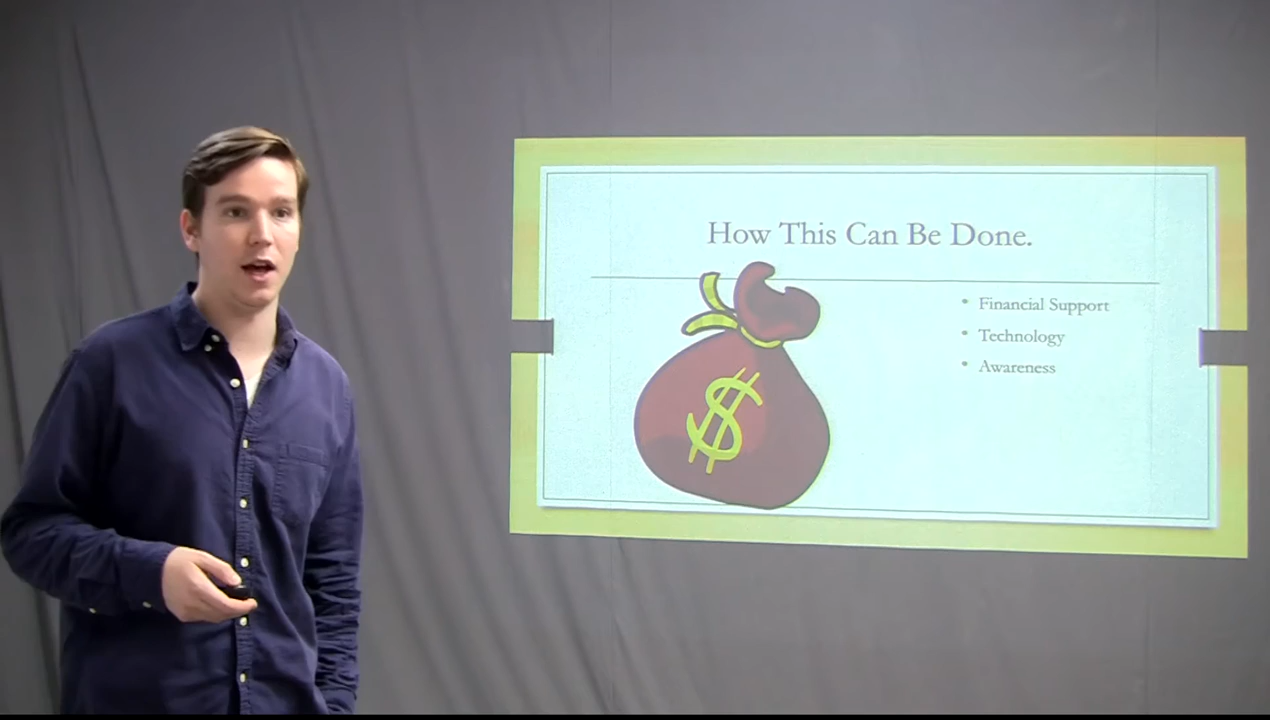 How This Can Be Done.
$
• Financial Support
• Technology
• Awareness